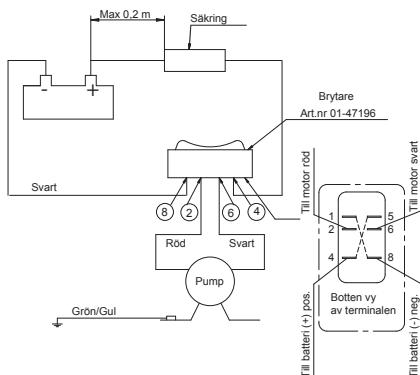 Max 0,2 m
Säkring
-
+
Brytare
Art.nr 01-47196
Svart
8
2
6
4
Röd
Svart
Pump
Grön/Gul
Till motor röd
Till motor svart
1
5
2
6
4
8
Botten vy
av terminalen
Till batteri (+) pos.
Till batteri (-) neg.